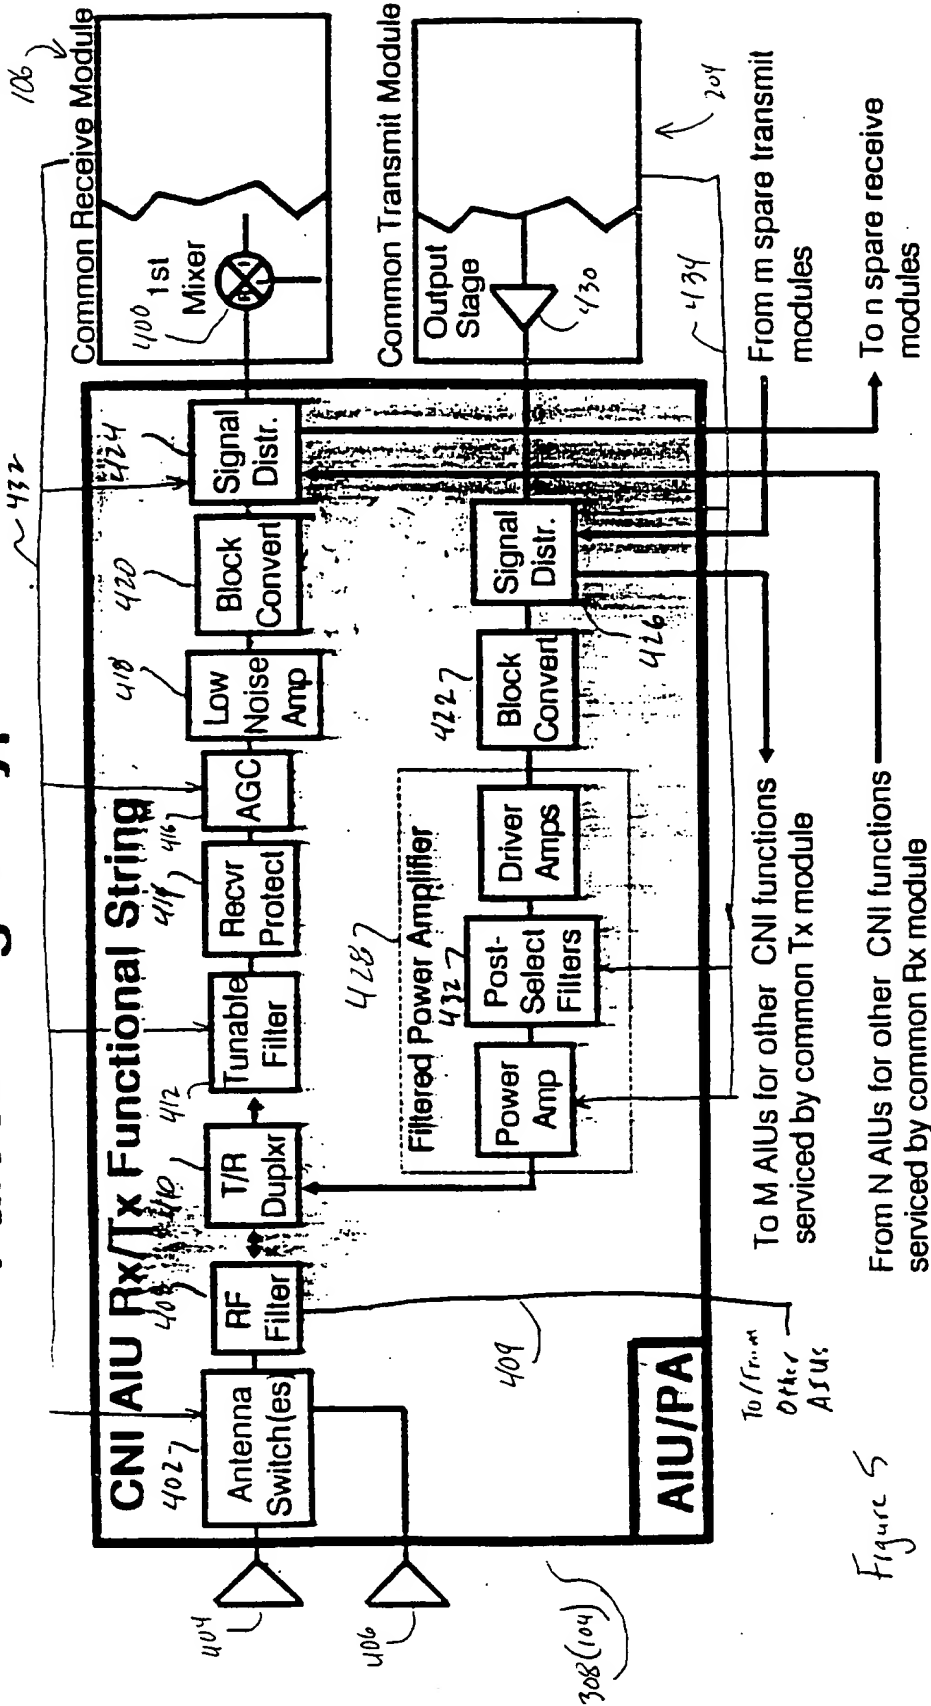 106
Common Receive Module
432
1st
Mixer
400
R
I
L
Common Transmit Module
204
Output
Stage
430
434
CNI AIU Rx/Tx Functional String
402
Antenna
Switch(es)
RF
Filter
410
T/R
Duplxr
412
Tunable
Filter
414
Recvr
Protect
416
AGC
418
Low
Noise
Amp
420
Block
Convert
424
Signal
Distr.
428
Filtered Power Amplifier
Power
Amp
432
Post-
Select
Filters
Driver
Amps
422
Block
Convert
426
Signal
Distr.
404
406
308(104)
409
AIU/PA
To/From
Other
AIUs
From m spare transmit
modules
To n spare receive
modules
To M AIUs for other CNI functions
serviced by common Tx module
From N AIUs for other CNI functions
serviced by common Rx module
Figure 5